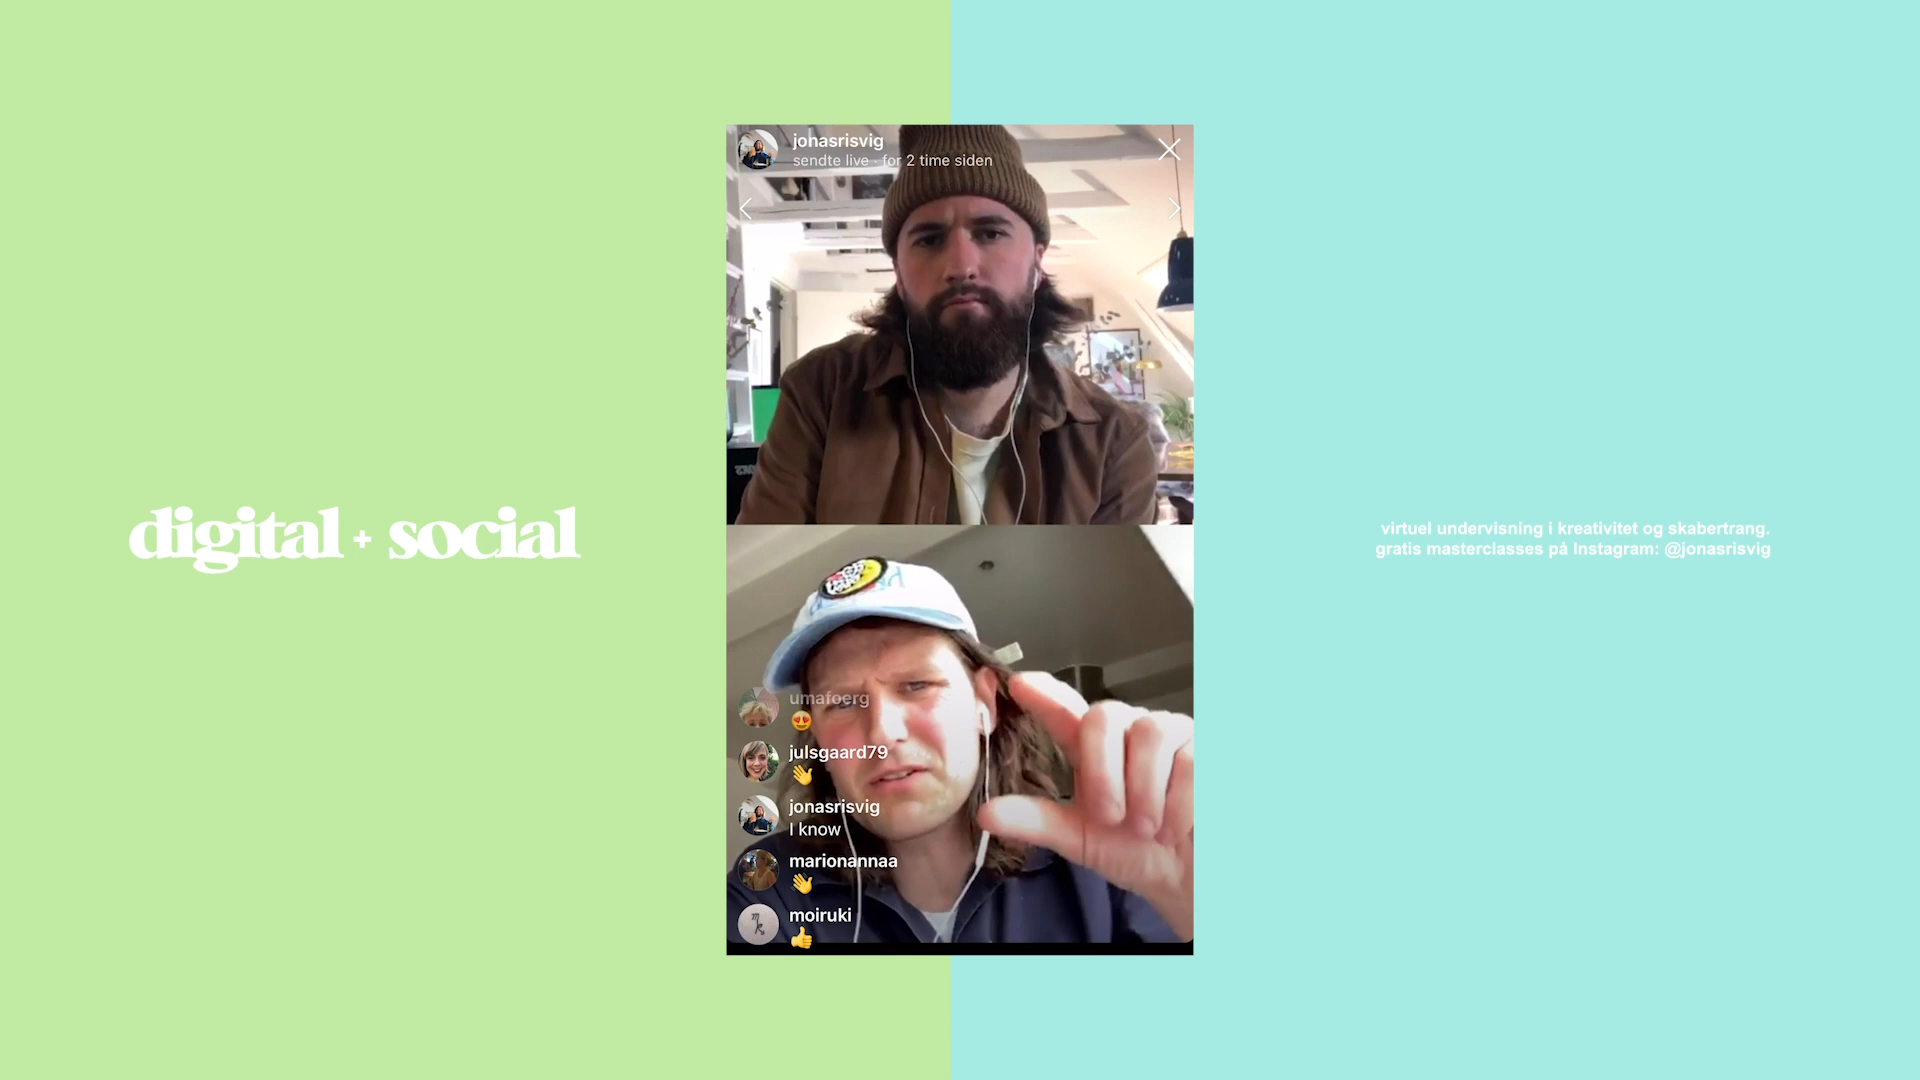 jonasrisvig
sendte live · for 2 time siden
digital + social
virtuel undervisning i kreativitet og skabertrang.
gratis masterclasses på Instagram: @jonasrisvig
umafoerg
😍
julsgaard79
👋
jonasrisvig
I know
marionannaa
👋
moiruki
👍